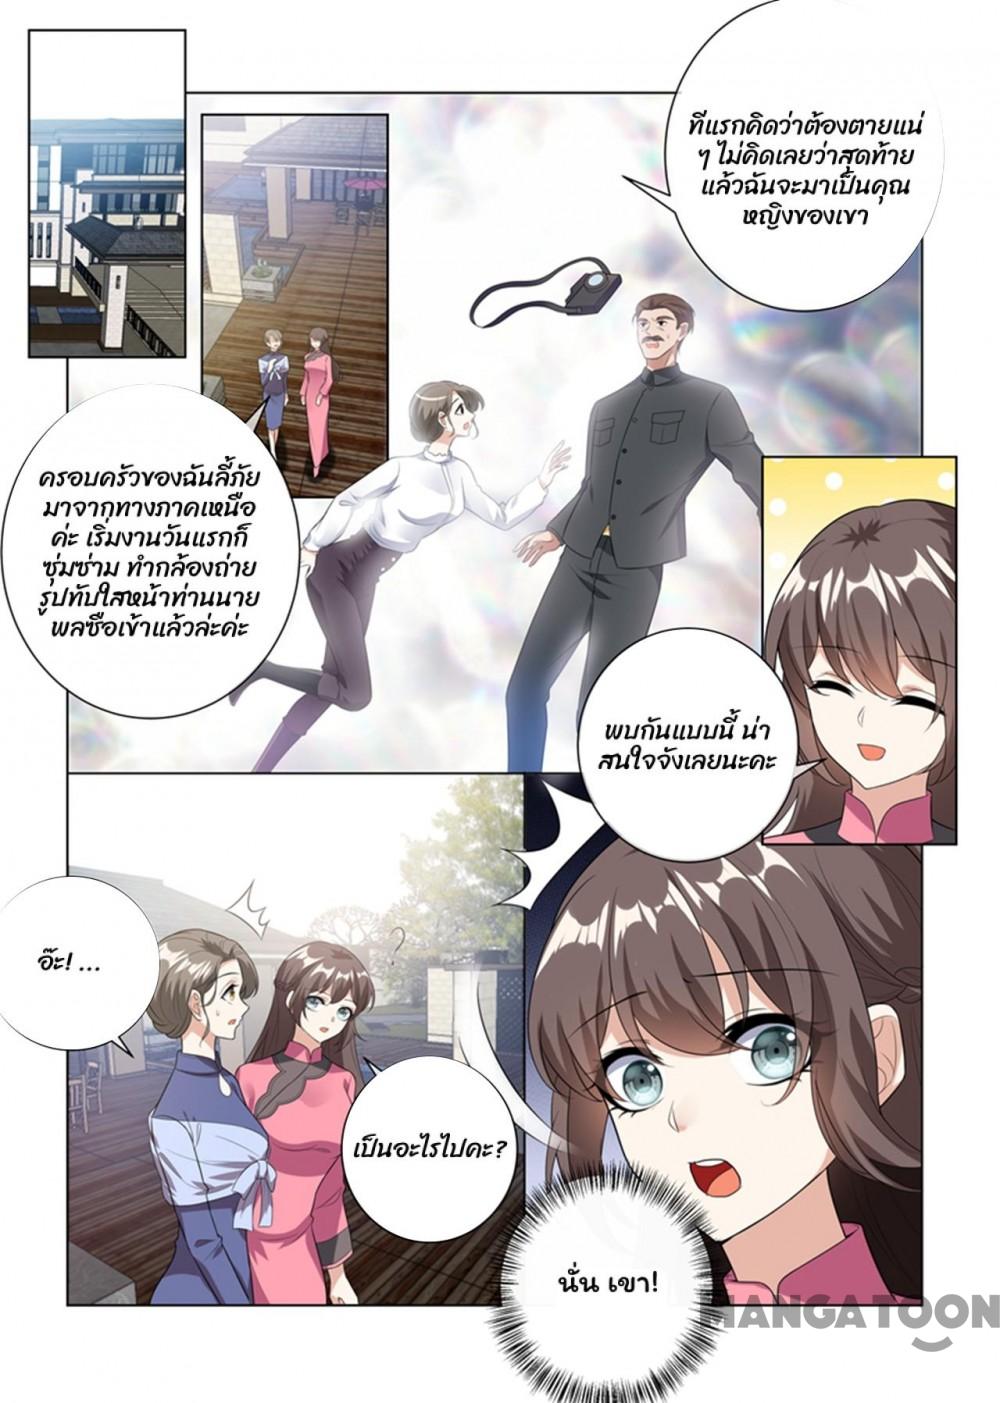 ครอบครัวของฉันลี้ภัย
มาจากทางภาคเหนือ
ค่ะ เริ่มงานวันแรกก็
ซุ่มซ่าม ทำกล้องถ่าย
รูปทับใส่หน้าท่านนาย
พลซือเข้าแล้วล่ะค่ะ
ทีแรกคิดว่าต้องตายแน่
ๆ ไม่คิดเลยว่าสุดท้าย
แล้วฉันจะมาเป็นคุณ
หญิงของเขา
พบกันแบบนี้ น่า
สนใจจังเลยนะคะ
อ๊ะ! ...
?
เป็นอะไรไปคะ?
นั่น เขา!
MANGATOON